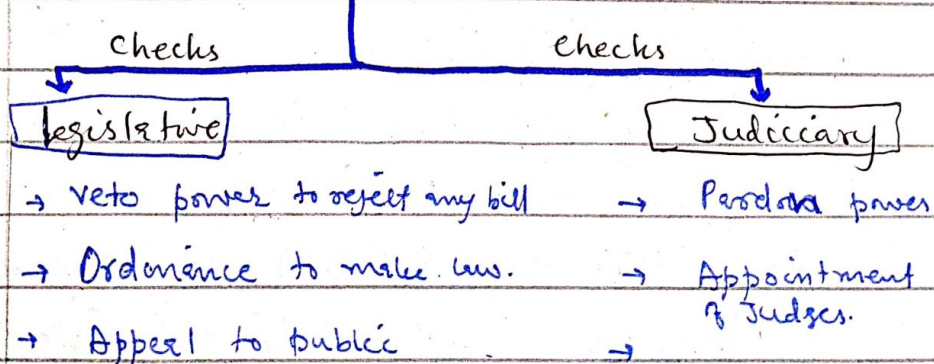 Checks Checks
Legislative Judiciary
→ Veto power to reject any bill → Pardon power
→ Ordinance to make law. → Appointment
of Judges.
→ Appeal to public →